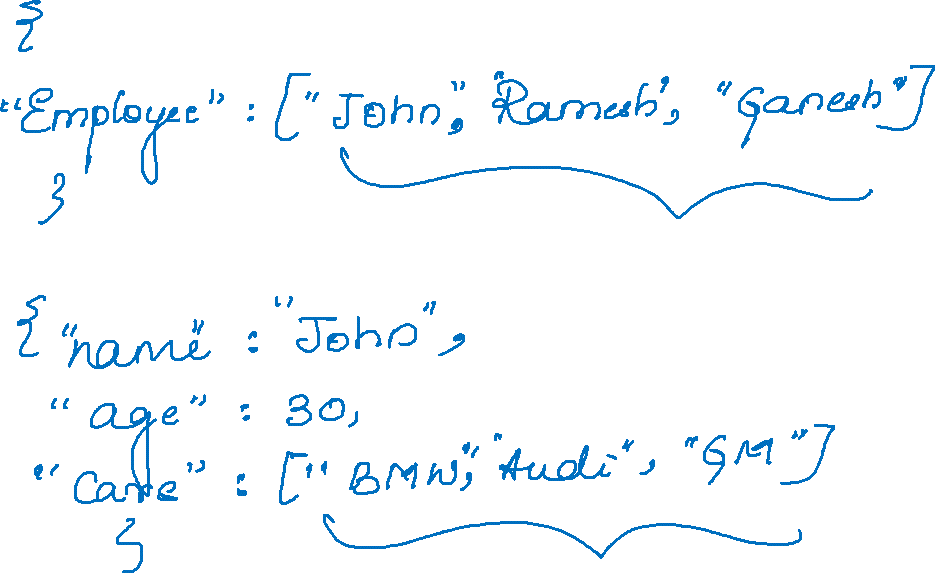 {
"Employee" : ["John", "Ramesh", "Ganesh"]
}
{ "name" : "John",
"age" : 30,
"Cars" : ["BMW", "Audi", "GM"]
}